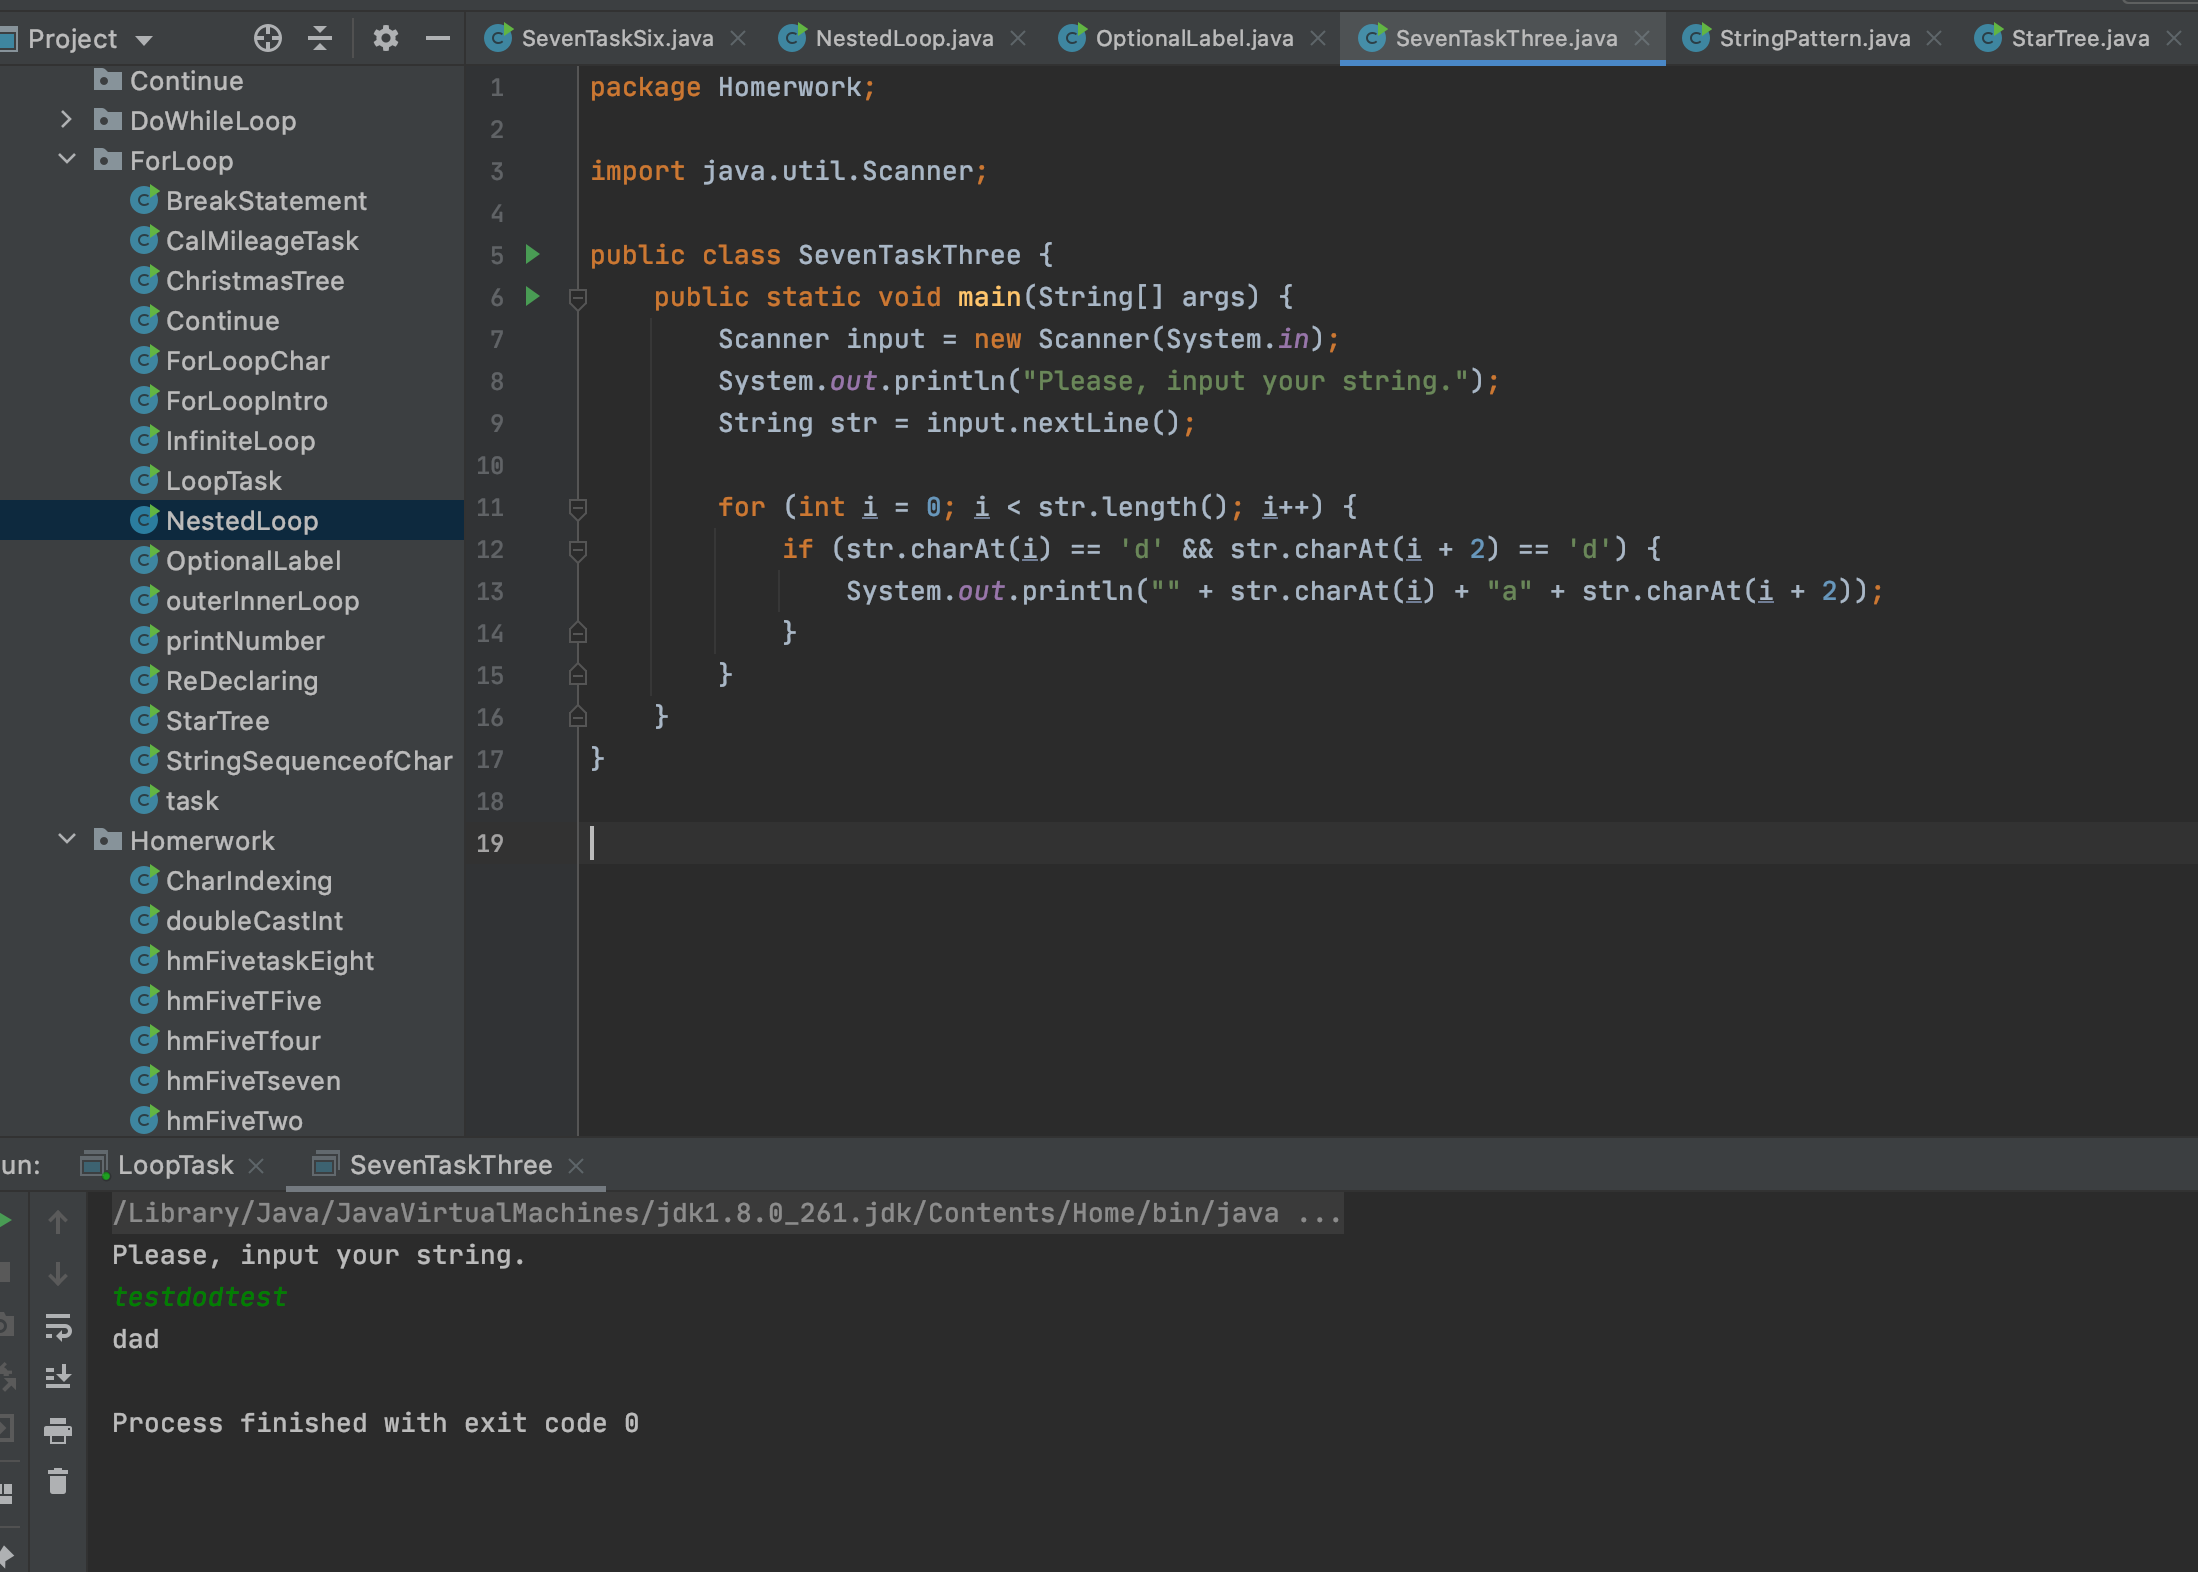 Project
SevenTaskSix.java
NestedLoop.java
OptionalLabel.java
SevenTaskThree.java
StringPattern.java
StarTree.java
Continue
DoWhileLoop
ForLoop
BreakStatement
CalMileageTask
ChristmasTree
Continue
ForLoopChar
ForLoopIntro
InfiniteLoop
LoopTask
NestedLoop
OptionalLabel
outerInnerLoop
printNumber
ReDeclaring
StarTree
StringSequenceofChar
task
Homerwork
CharIndexing
doubleCastInt
hmFivetaskEight
hmFiveTFive
hmFiveTfour
hmFiveTseven
hmFiveTwo
1 package Homerwork;
2
3 import java.util.Scanner;
4
5 public class SevenTaskThree {
6 public static void main(String[] args) {
7 Scanner input = new Scanner(System.in);
8 System.out.println("Please, input your string.");
9 String str = input.nextLine();
10
11 for (int i = 0; i < str.length(); i++) {
12 if (str.charAt(i) == 'd' && str.charAt(i + 2) == 'd') {
13 System.out.println("" + str.charAt(i) + "a" + str.charAt(i + 2));
14 }
15 }
16 }
17 }
18
19
un:
LoopTask
SevenTaskThree
/Library/Java/JavaVirtualMachines/jdk1.8.0_261.jdk/Contents/Home/bin/java ...
Please, input your string.
testdodtest
dad
Process finished with exit code 0